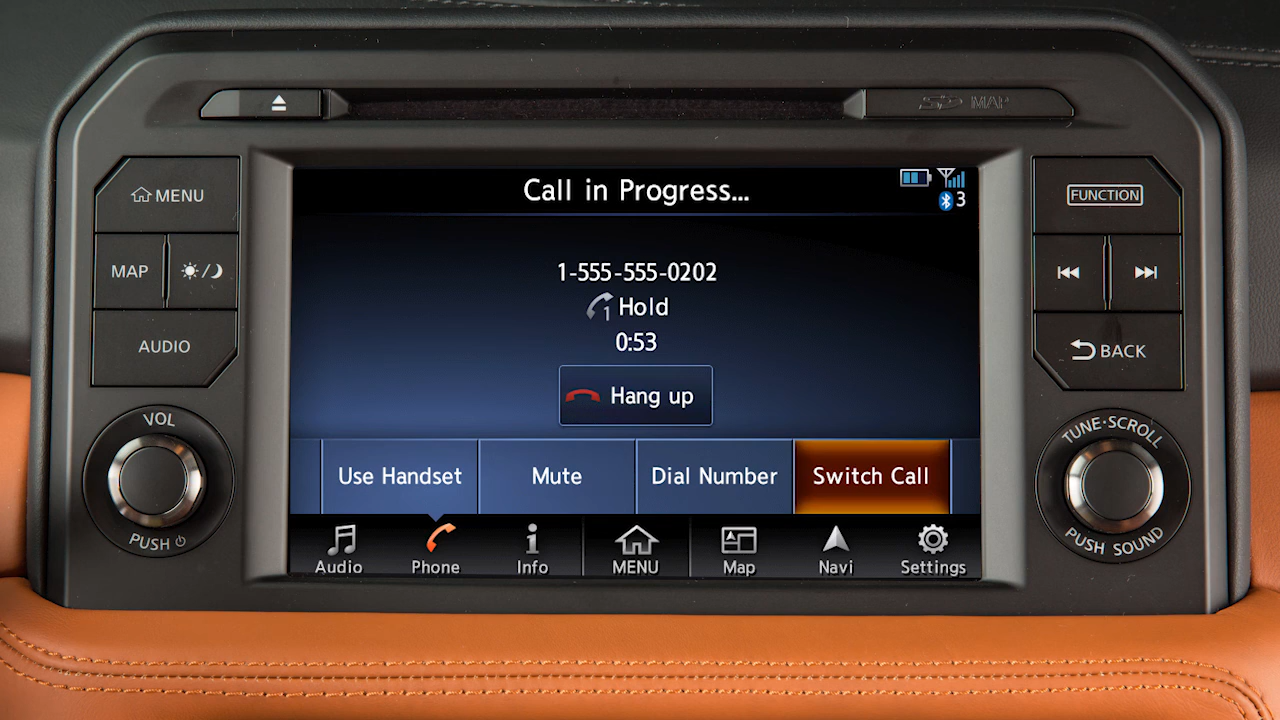 SD MAP
MENU
MAP
AUDIO
VOL
PUSH
Call in Progress...
3
1-555-555-0202
1 Hold
0:53
Hang up
Use Handset
Mute
Dial Number
Switch Call
Audio
Phone
Info
MENU
Map
Navi
Settings
FUNCTION
BACK
TUNE·SCROLL
PUSH SOUND